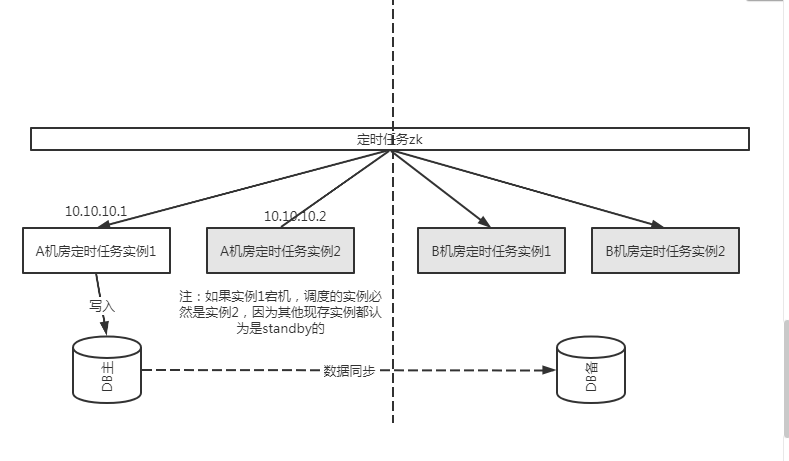 定时任务zk
10.10.10.1
10.10.10.2
A机房定时任务实例1
A机房定时任务实例2
B机房定时任务实例1
B机房定时任务实例2
写入
注：如果实例1宕机，调度的实例必
然是实例2，因为其他现存实例都认
为是standby的
DB主
数据同步
DB备